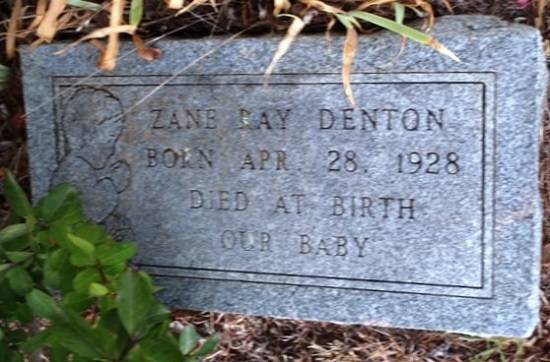 ZANE RAY DENTON
BORN APR. 28, 1928
DIED AT BIRTH
OUR BABY